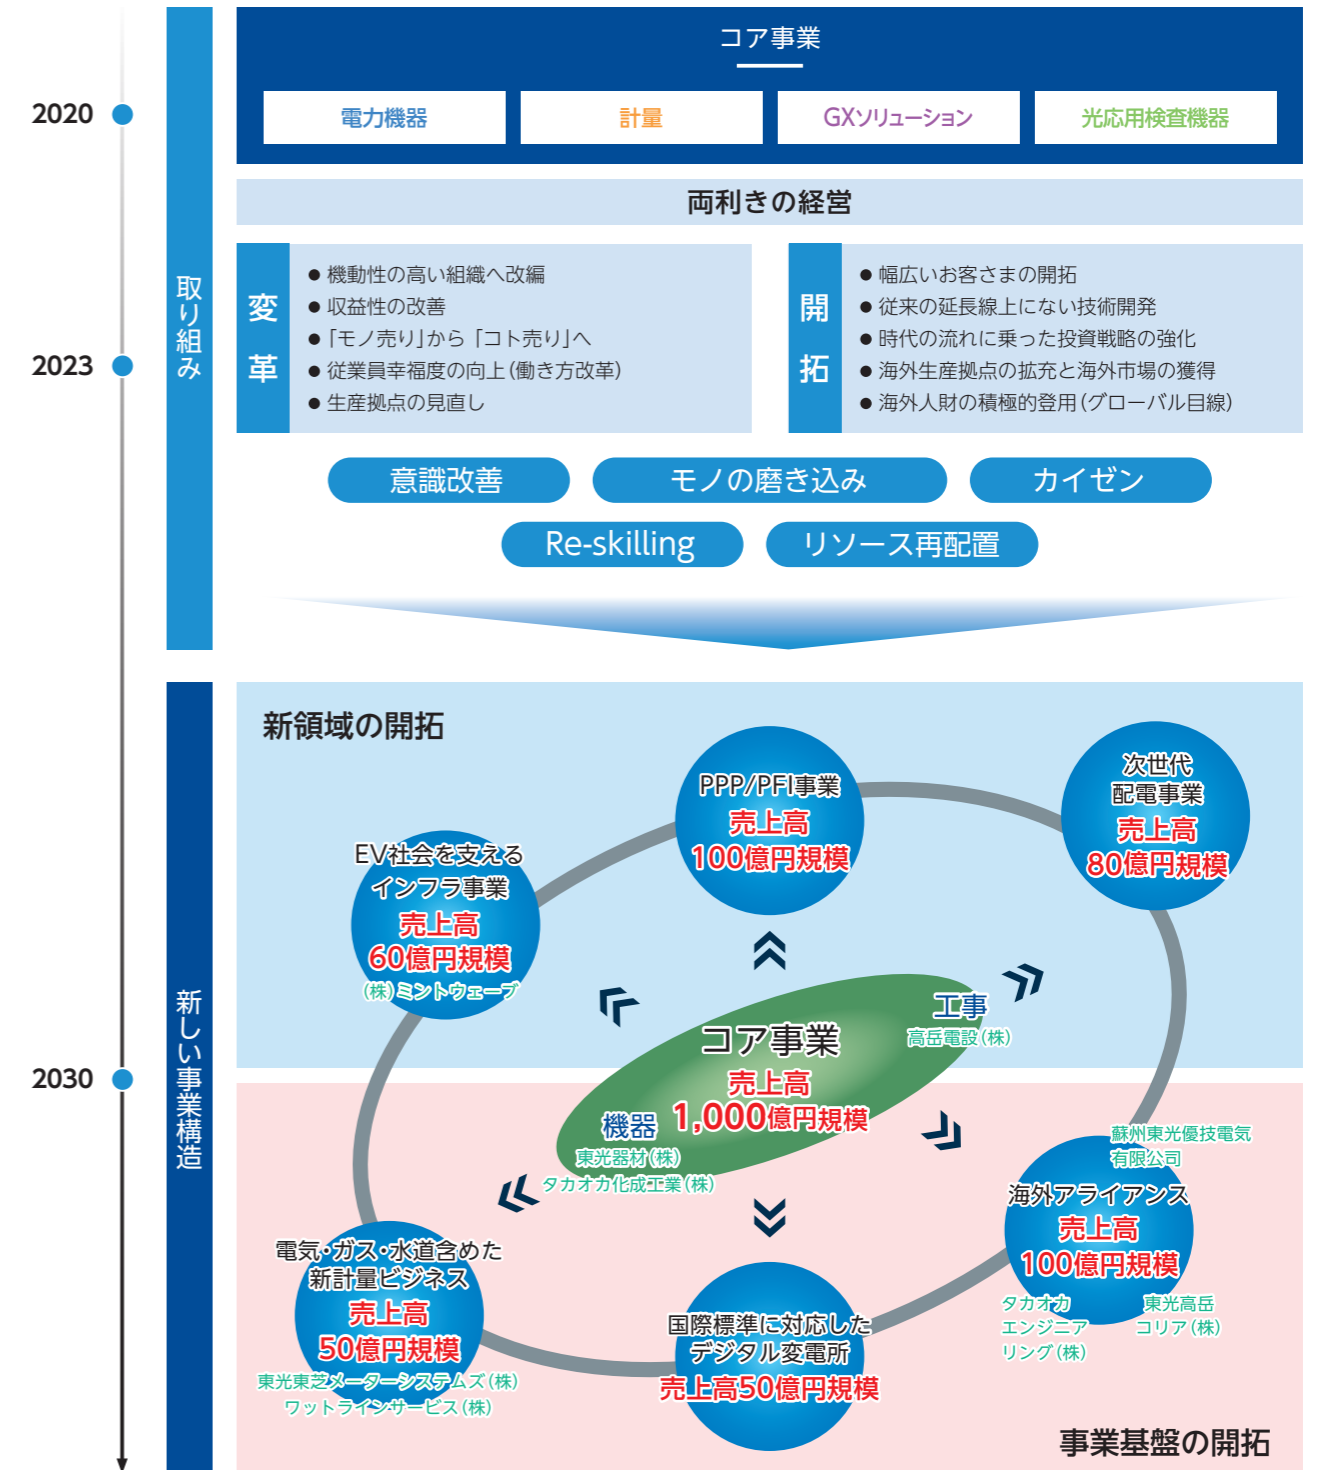 コア事業
電力機器
計量
GXソリューション
光応用検査機器
2020
両利きの経営
取り組み
変革
●機動性の高い組織へ改編
●収益性の改善
●「モノ売り」から「コト売り」へ
●従業員幸福度の向上(働き方改革)
●生産拠点の見直し
開拓
●幅広いお客さまの開拓
●従来の延長線上にない技術開発
●時代の流れに乗った投資戦略の強化
●海外生産拠点の拡充と海外市場の獲得
●海外人財の積極的登用(グローバル目線)
2023
意識改善
モノの磨き込み
カイゼン
Re-skilling
リソース再配置
新しい事業構造
2030
新領域の開拓
PPP/PFI事業
売上高
100億円規模
次世代
配電事業
売上高
80億円規模
EV社会を支える
インフラ事業
売上高
60億円規模
(株)ミントウェーブ
工事
高岳電設(株)
コア事業
売上高
1,000億円規模
機器
東光器材(株)
タカオカ化成工業(株)
蘇州東光優技電気
有限公司
海外アライアンス
売上高
100億円規模
タカオカ
エンジニア
リング(株)
東光高岳
コリア(株)
電気・ガス・水道含めた
新計量ビジネス
売上高
50億円規模
東光東芝メーターシステムズ(株)
ワットラインサービス(株)
国際標準に対応した
デジタル変電所
売上高50億円規模
事業基盤の開拓